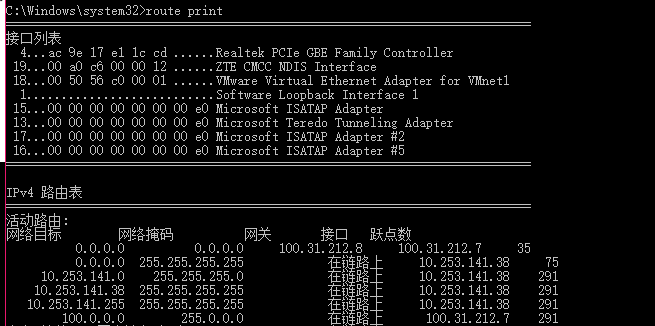 C:\Windows\system32>route print
===========================================================================
接口列表
  4...ac 9e 17 e1 1c cd ......Realtek PCIe GBE Family Controller
 19...00 a0 c6 00 00 12 ......ZTE CMCC NDIS Interface
 18...00 50 56 c0 00 01 ......VMware Virtual Ethernet Adapter for VMnet1
  1...........................Software Loopback Interface 1
 15...00 00 00 00 00 00 00 e0 Microsoft ISATAP Adapter
 13...00 00 00 00 00 00 00 e0 Microsoft Teredo Tunneling Adapter
 17...00 00 00 00 00 00 00 e0 Microsoft ISATAP Adapter #2
 16...00 00 00 00 00 00 00 e0 Microsoft ISATAP Adapter #5
===========================================================================
IPv4 路由表
===========================================================================
活动路由:
网络目标 网络掩码 网关 接口 跃点数
0.0.0.0 0.0.0.0 100.31.212.8 100.31.212.7 35
0.0.0.0 255.255.255.255 在链路上 10.253.141.38 75
10.253.141.0 255.255.255.0 在链路上 10.253.141.38 291
10.253.141.38 255.255.255.255 在链路上 10.253.141.38 291
10.253.141.255 255.255.255.255 在链路上 10.253.141.38 291
100.0.0.0 255.0.0.0 在链路上 100.31.212.7 291